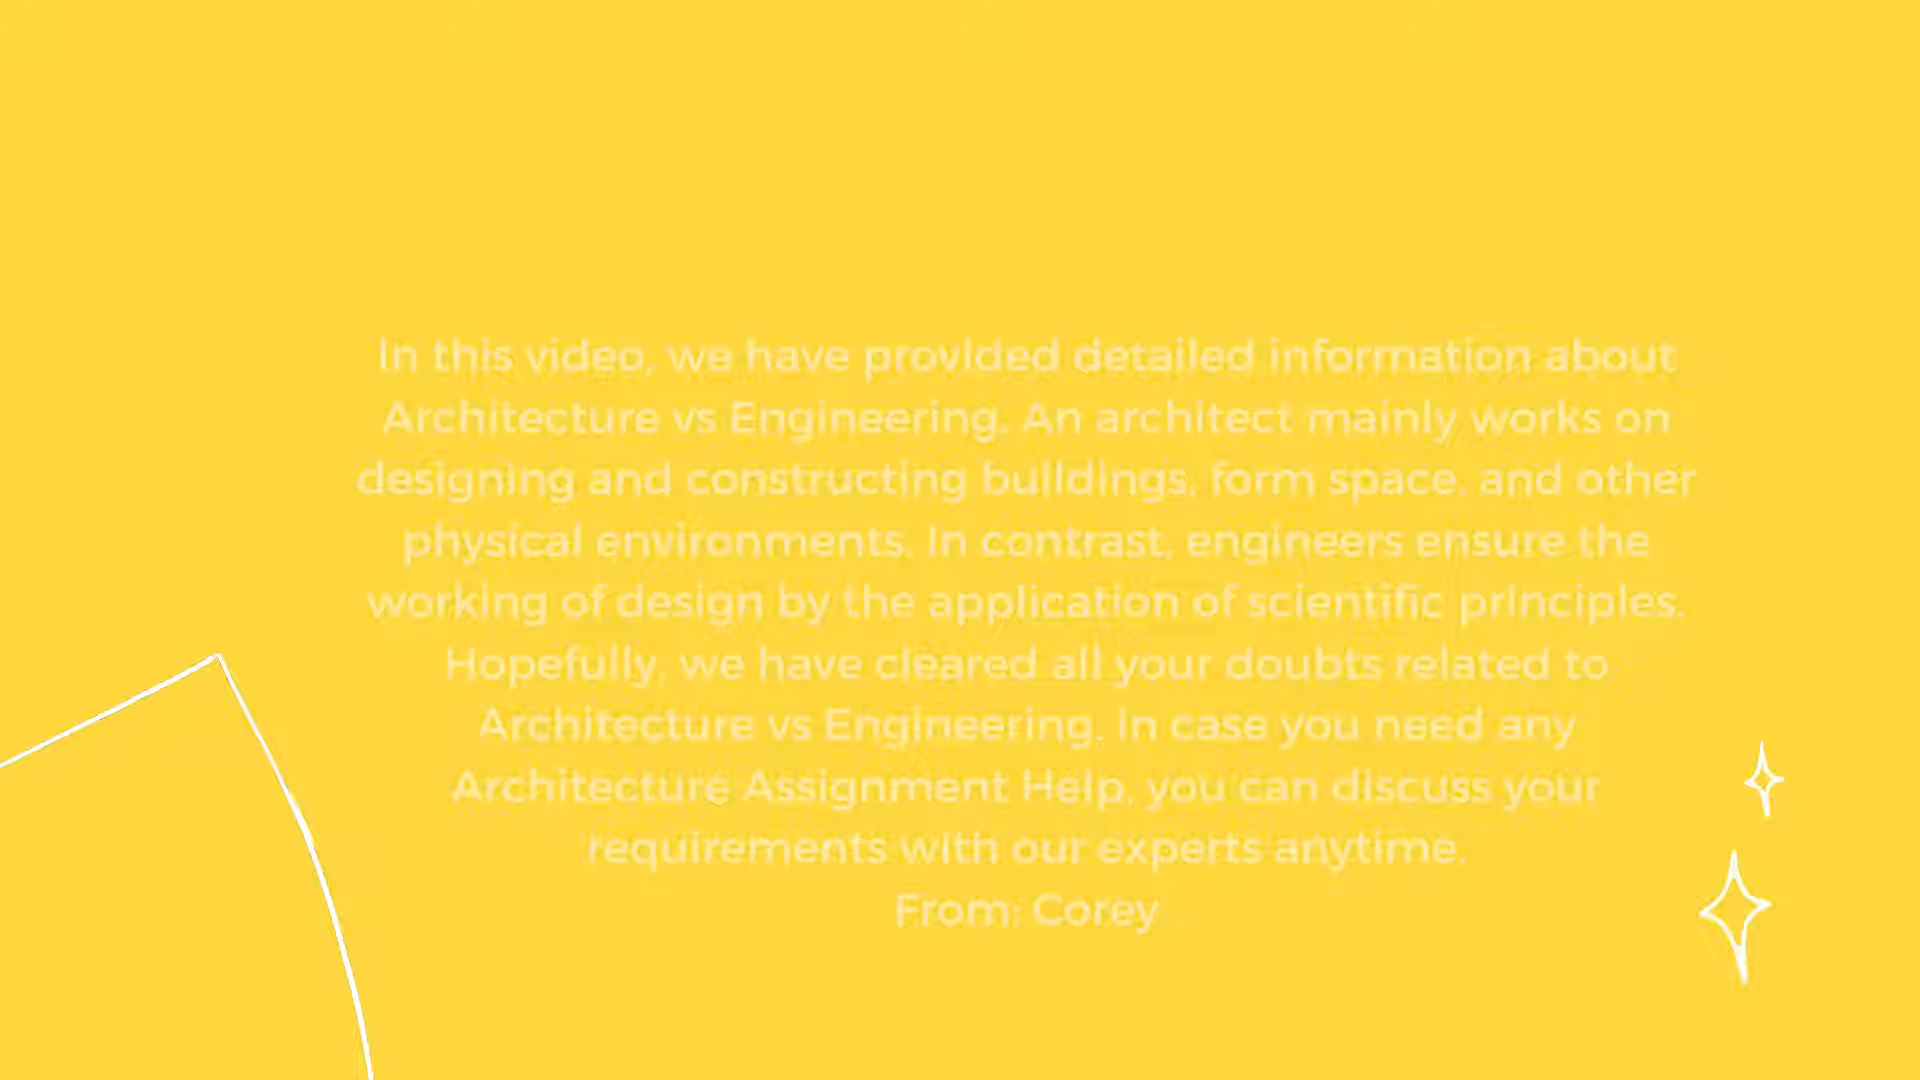 In this video, we have provided detailed information about
Architecture vs Engineering. An architect mainly works on
designing and constructing buildings, form space, and other
physical environments. In contrast, engineers ensure the
working of design by the application of scientific principles.
Hopefully, we have cleared all your doubts related to
Architecture vs Engineering. In case you need any
Architecture Assignment Help, you can discuss your
requirements with our experts anytime.
From: Corey